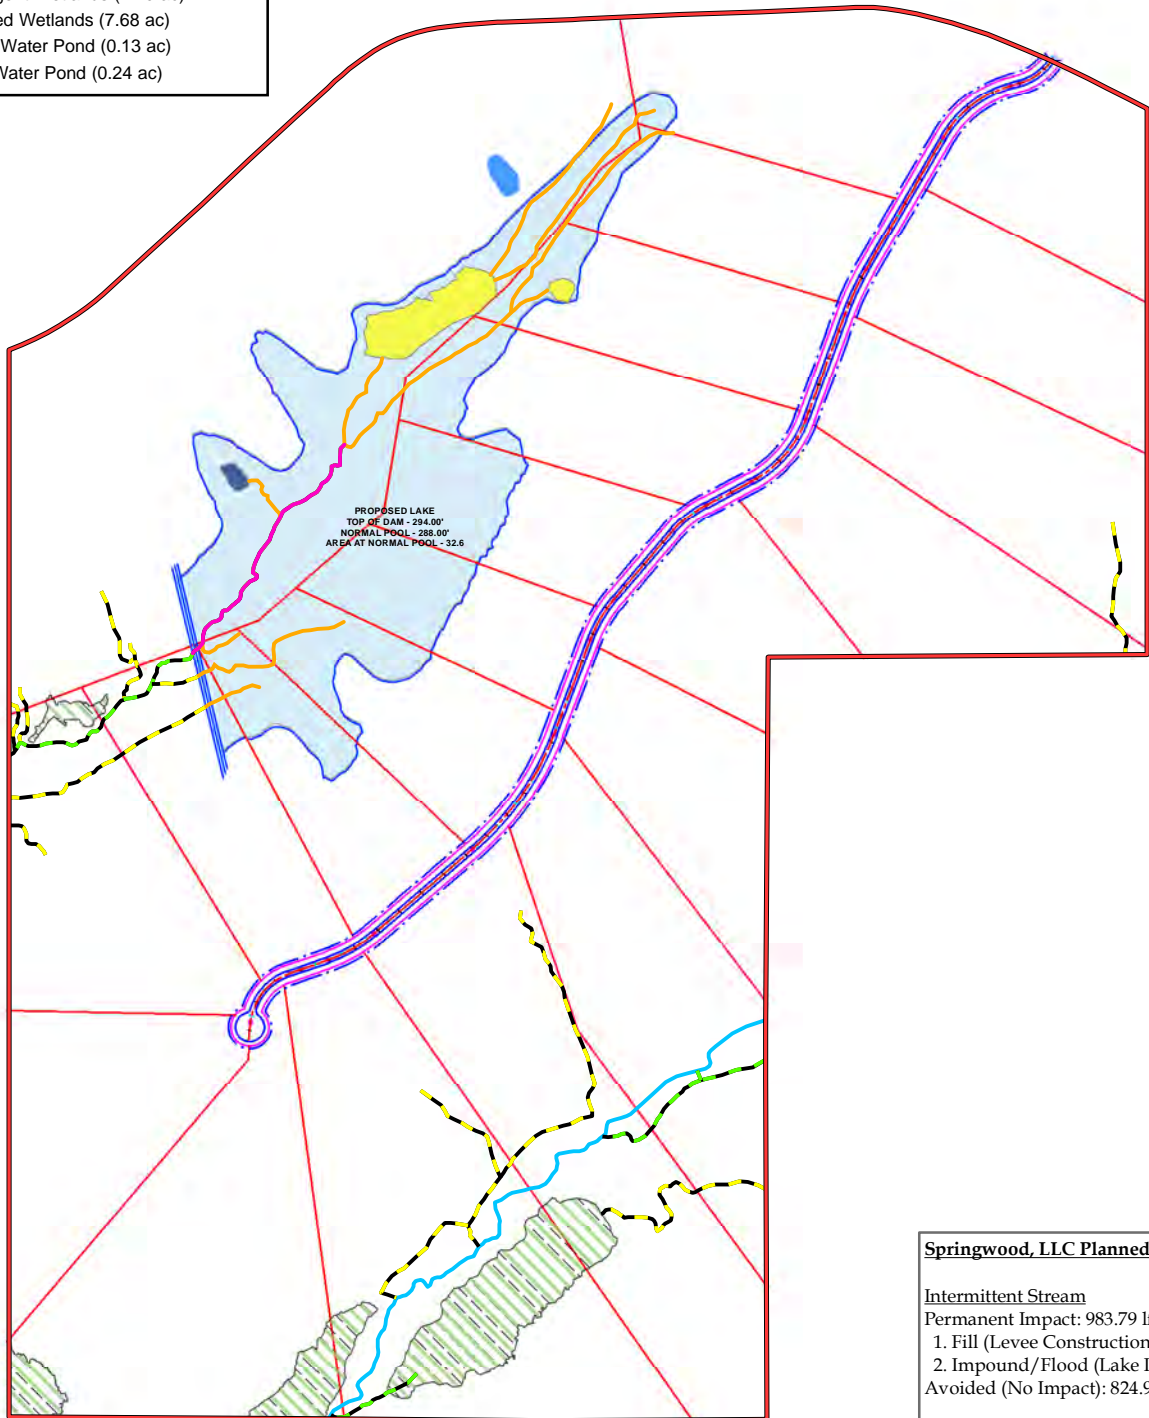 ed Wetlands (7.68 ac)
Water Pond (0.13 ac)
Water Pond (0.24 ac)
PROPOSED LAKE
TOP OF DAM - 294.00'
NORMAL POOL - 288.00'
AREA AT NORMAL POOL - 32.6
Springwood, LLC Planned
Intermittent Stream
Permanent Impact: 983.79 l
1. Fill (Levee Construction
2. Impound/Flood (Lake
Avoided (No Impact): 824.9